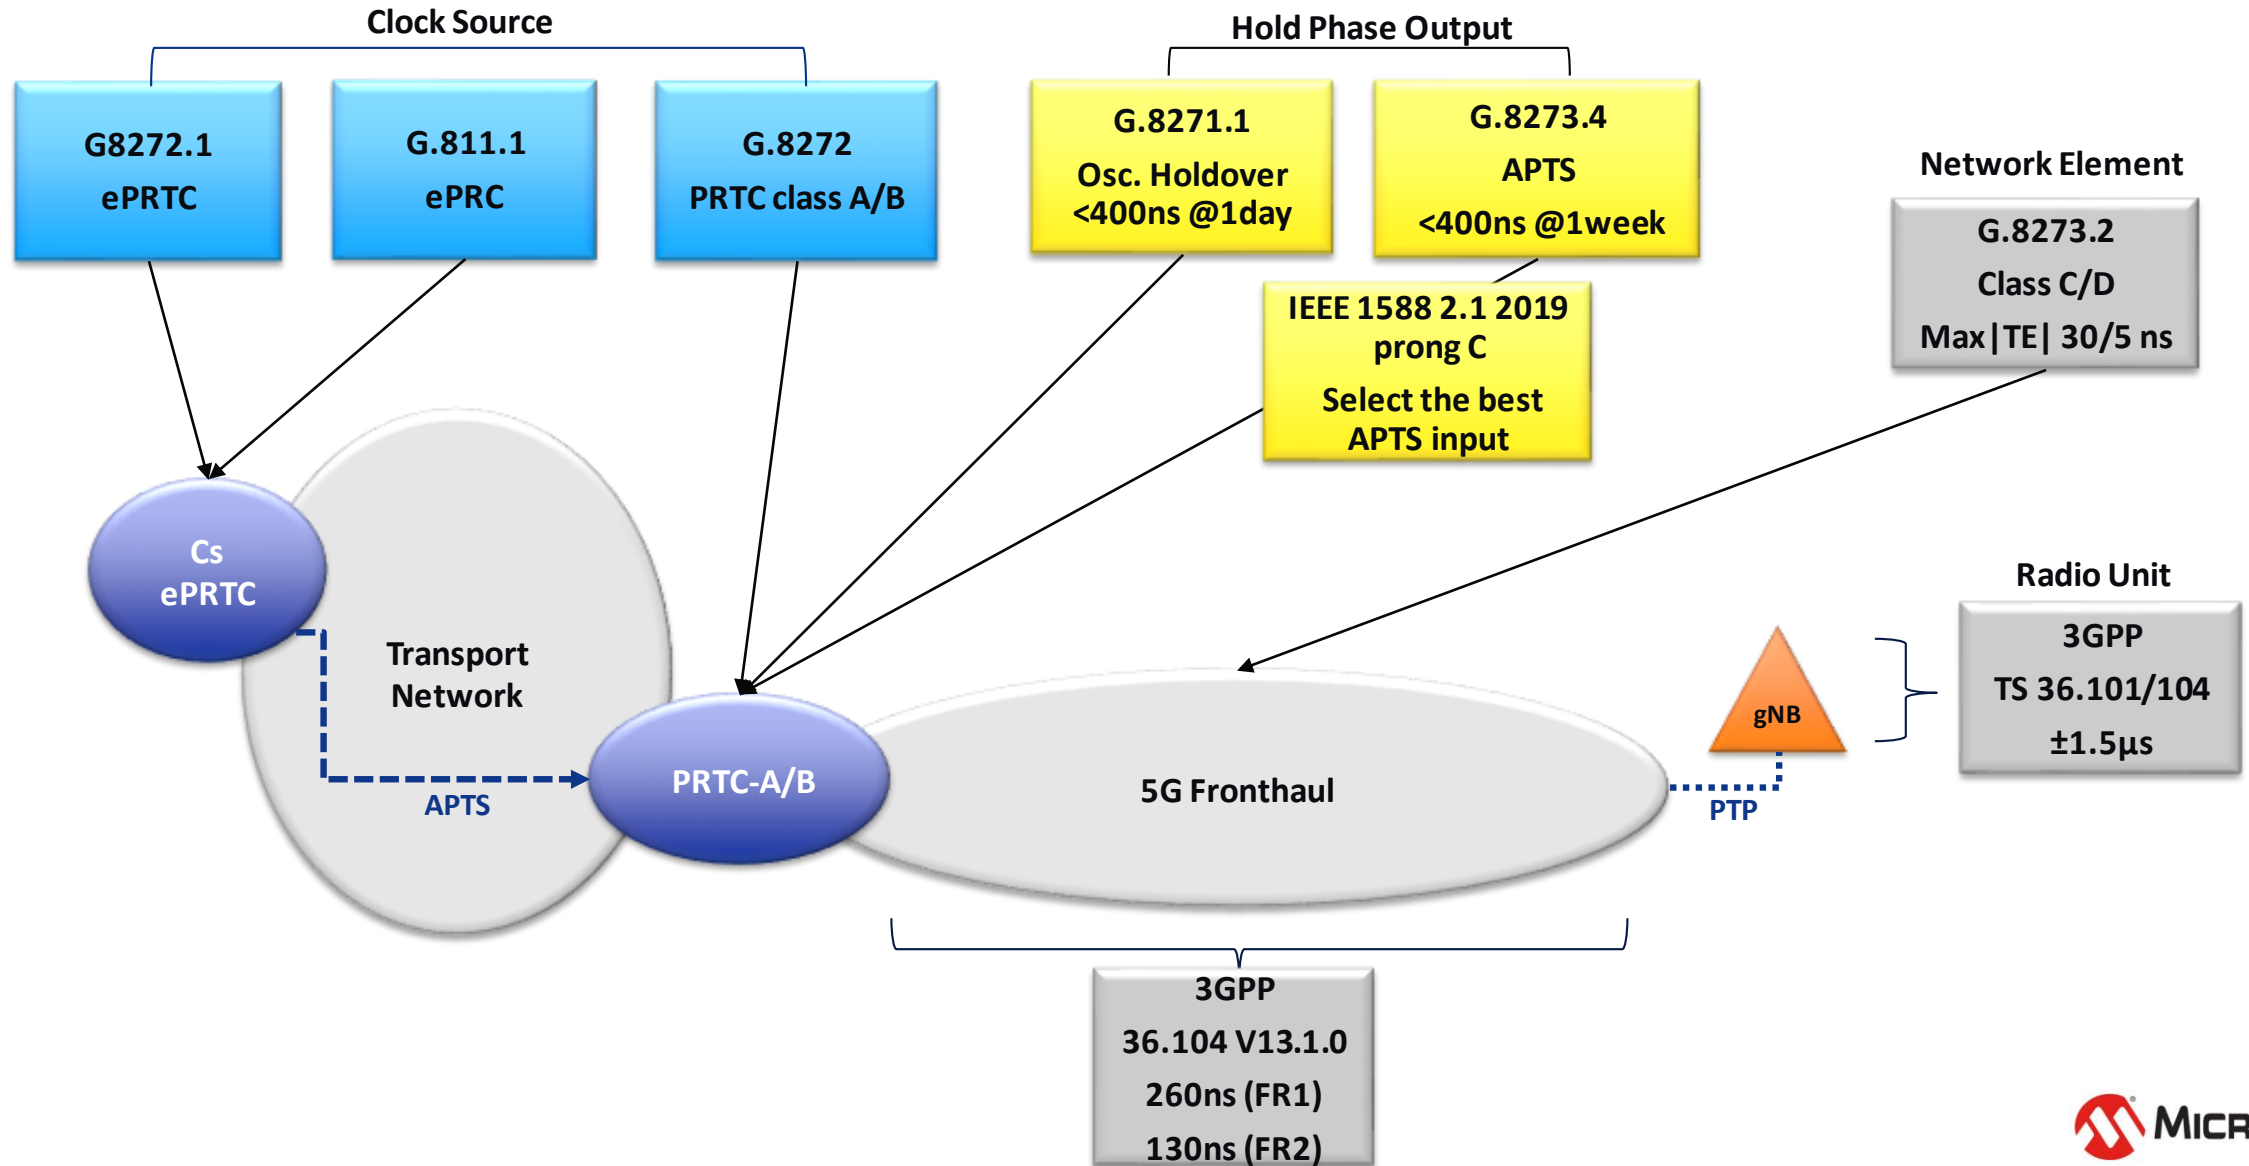 Clock Source
Hold Phase Output
G8272.1
ePRTC
G.811.1
ePRC
G.8272
PRTC class A/B
G.8271.1
Osc. Holdover
<400ns @1day
G.8273.4
APTS
<400ns @1week
IEEE 1588 2.1 2019
prong C
Select the best
APTS input
Network Element
G.8273.2
Class C/D
Max|TE| 30/5 ns
Cs
ePRTC
Transport
Network
APTS
PRTC-A/B
5G Fronthaul
gNB
PTP
Radio Unit
3GPP
TS 36.101/104
±1.5µs
3GPP
36.104 V13.1.0
260ns (FR1)
130ns (FR2)